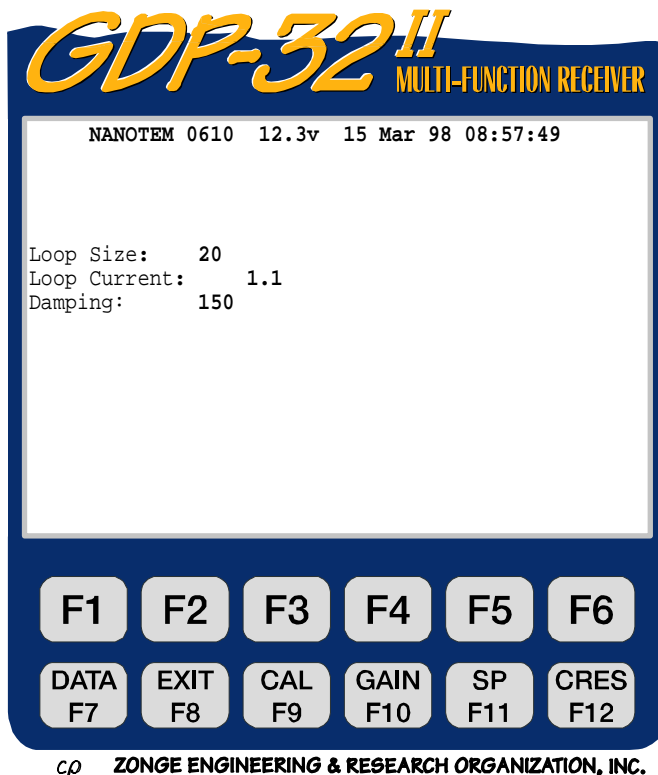 GDP-32 II
MULTI-FUNCTION RECEIVER
NANOTEM 0610 12.3v 15 Mar 98 08:57:49
Loop Size: 20
Loop Current: 1.1
Damping: 150
F1 F2 F3 F4 F5 F6
DATA F7 EXIT F8 CAL F9 GAIN F10 SP F11 CRES F12
ZONGE ENGINEERING & RESEARCH ORGANIZATION, INC.